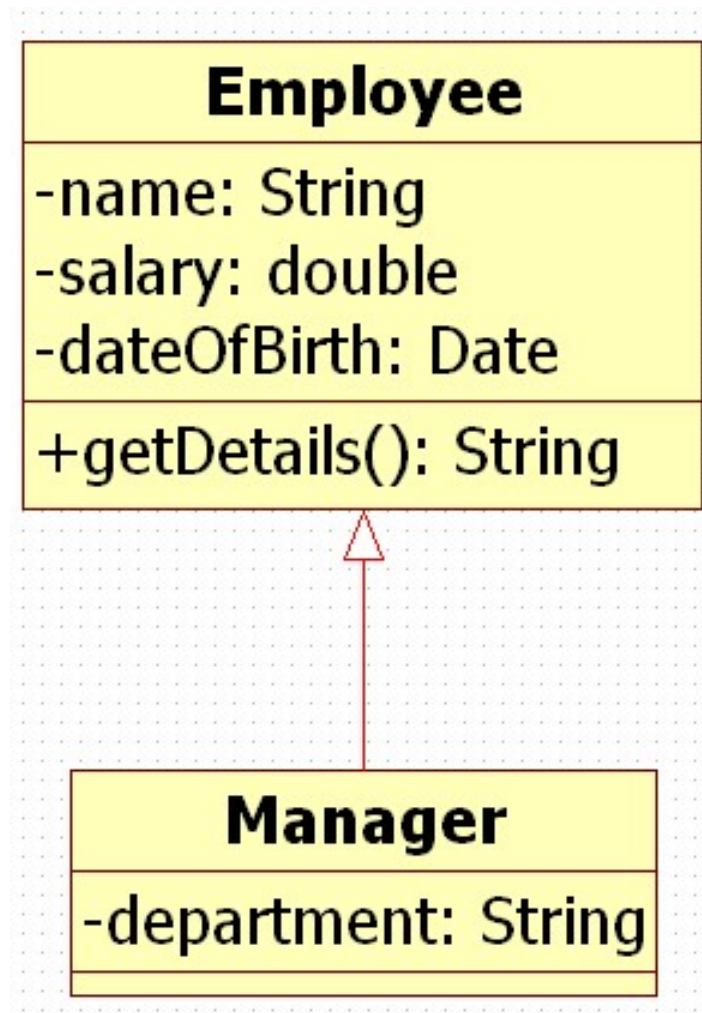 Employee
-name: String
-salary: double
-dateOfBirth: Date
+getDetails(): String
Manager
-department: String